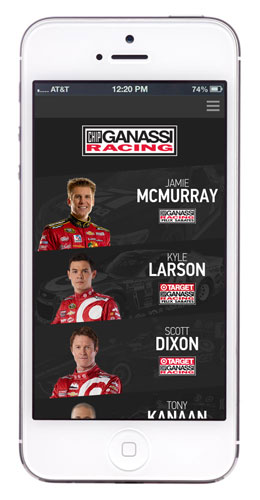 AT&T 12:20 PM 74%
CHIP GANASSI
RACING
JAMIE
MCMURRAY
CHIP GANASSI
RACING
FELIX SABATES
KYLE
LARSON
TARGET
GANASSI
RACING
SCOTT
DIXON
TARGET
GANASSI
RACING
TONY
KANAAN